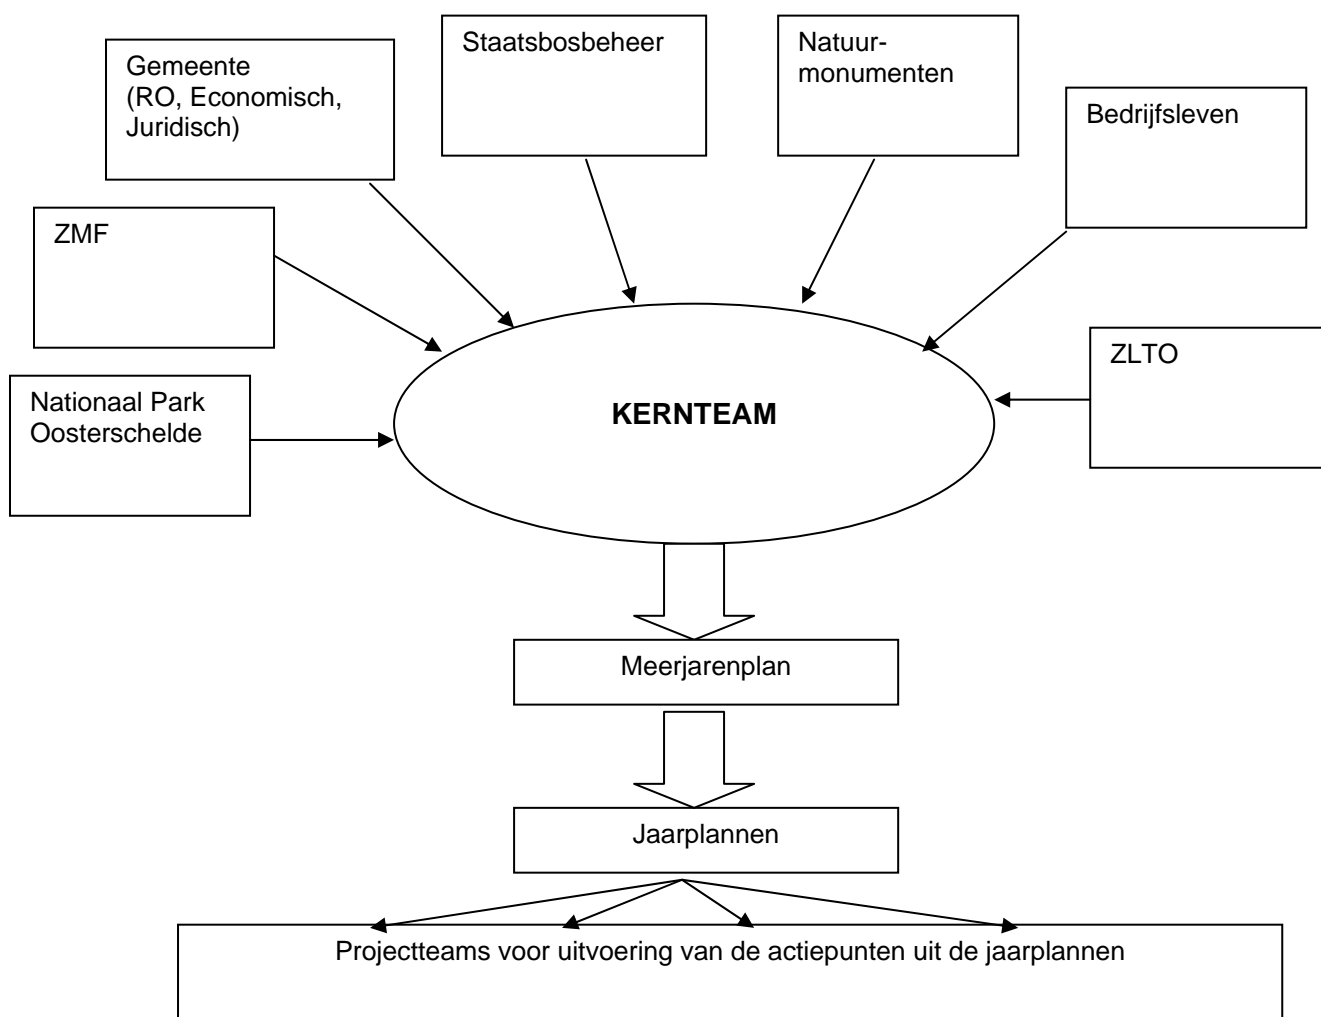 Staatsbosbeheer
Natuur-
monumenten
Gemeente
(RO, Economisch,
Juridisch)
Bedrijfsleven
ZMF
ZLTO
Nationaal Park
Oosterschelde
KERNTEAM
Meerjarenplan
Jaarplannen
Projectteams voor uitvoering van de actiepunten uit de jaarplannen